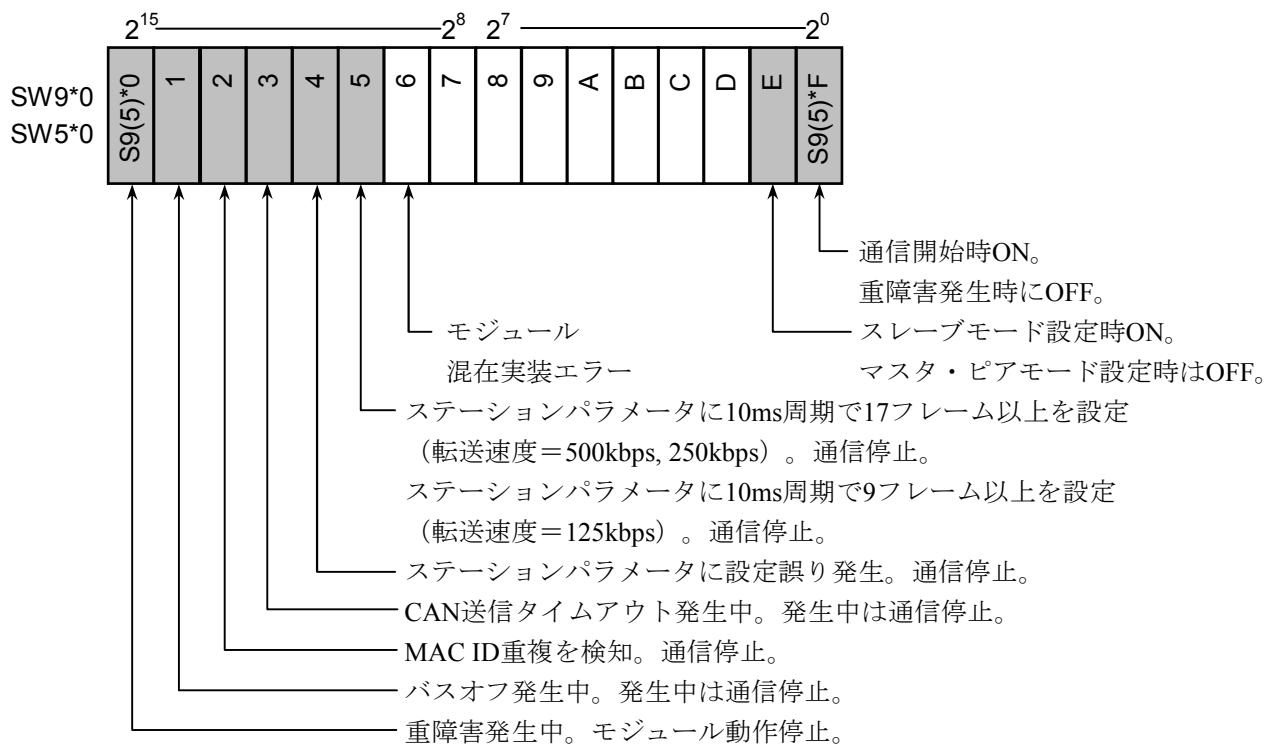 2^15 2^8 2^7 2^0
SW9*0
SW5*0
S9(5)*0 1 2 3 4 5 6 7 8 9 A B C D E S9(5)*F
通信開始時ON。
重障害発生時にOFF。
モジュール
混在実装エラー
スレーブモード設定時ON。
マスタ・ピアモード設定時はOFF。
ステーションパラメータに10ms周期で17フレーム以上を設定
(転送速度=500kbps, 250kbps)。通信停止。
ステーションパラメータに10ms周期で9フレーム以上を設定
(転送速度=125kbps)。通信停止。
ステーションパラメータに設定誤り発生。通信停止。
CAN送信タイムアウト発生中。発生中は通信停止。
MAC ID重複を検知。通信停止。
バスオフ発生中。発生中は通信停止。
重障害発生中。モジュール動作停止。